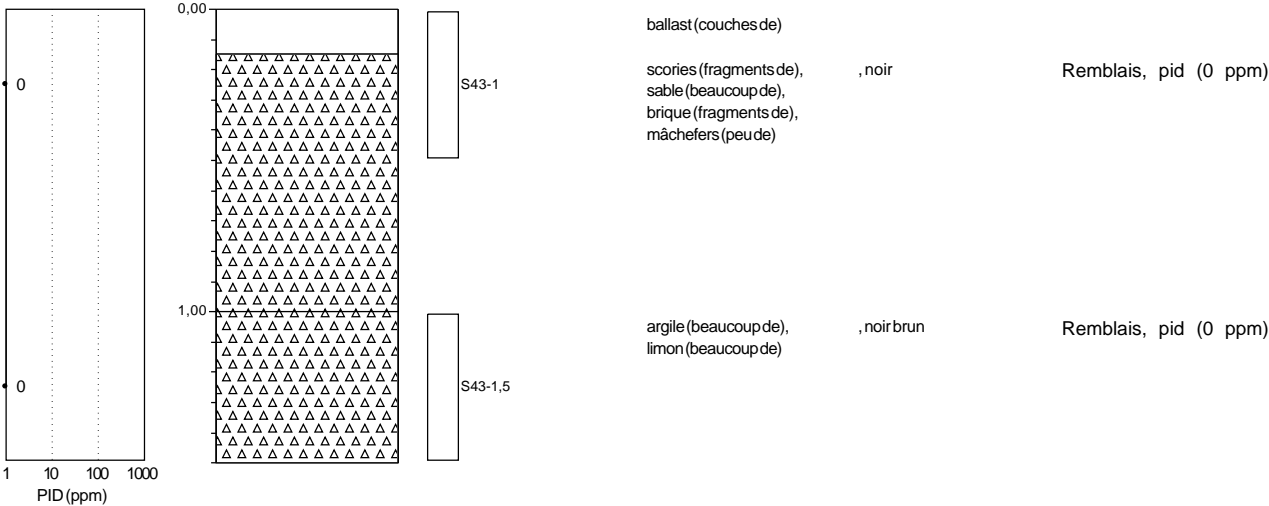 0,00
ballast (couches de)
0
S43-1
scories (fragments de), , noir Remblais, pid (0 ppm)
sable (beaucoup de),
brique (fragments de),
mâchefers (peu de)
1,00
argile (beaucoup de), , noir brun Remblais, pid (0 ppm)
limon (beaucoup de)
0
S43-1,5
1 10 100 1000
PID (ppm)